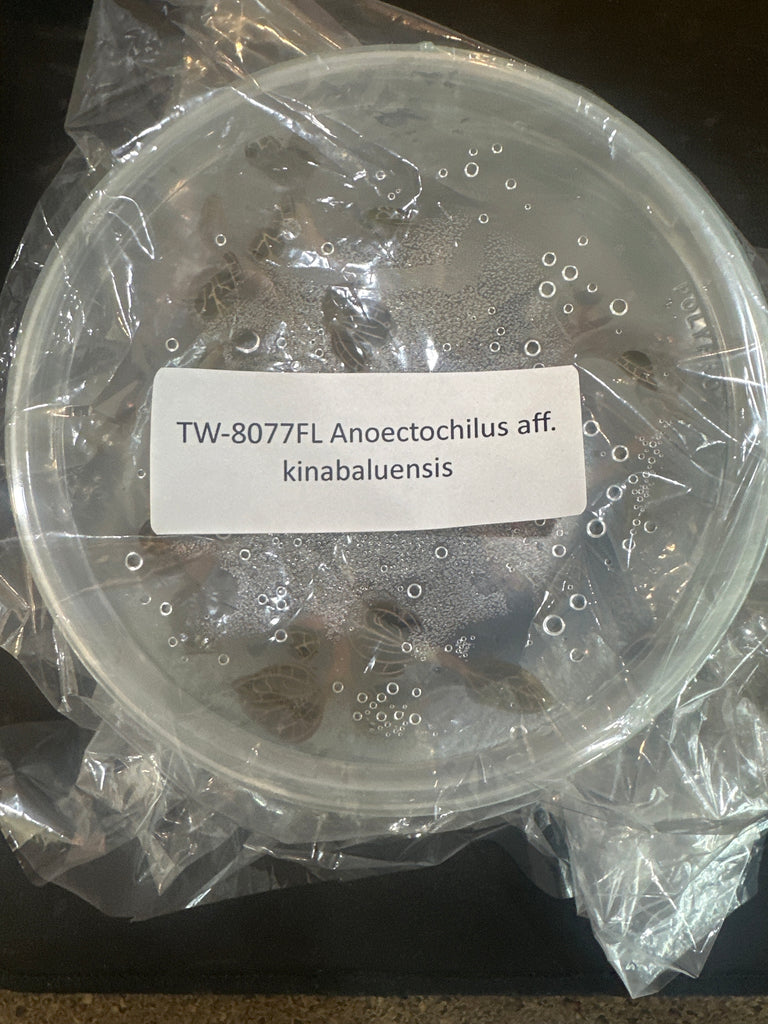 TW-8077FL Anoectochilus aff.
kinabaluensis